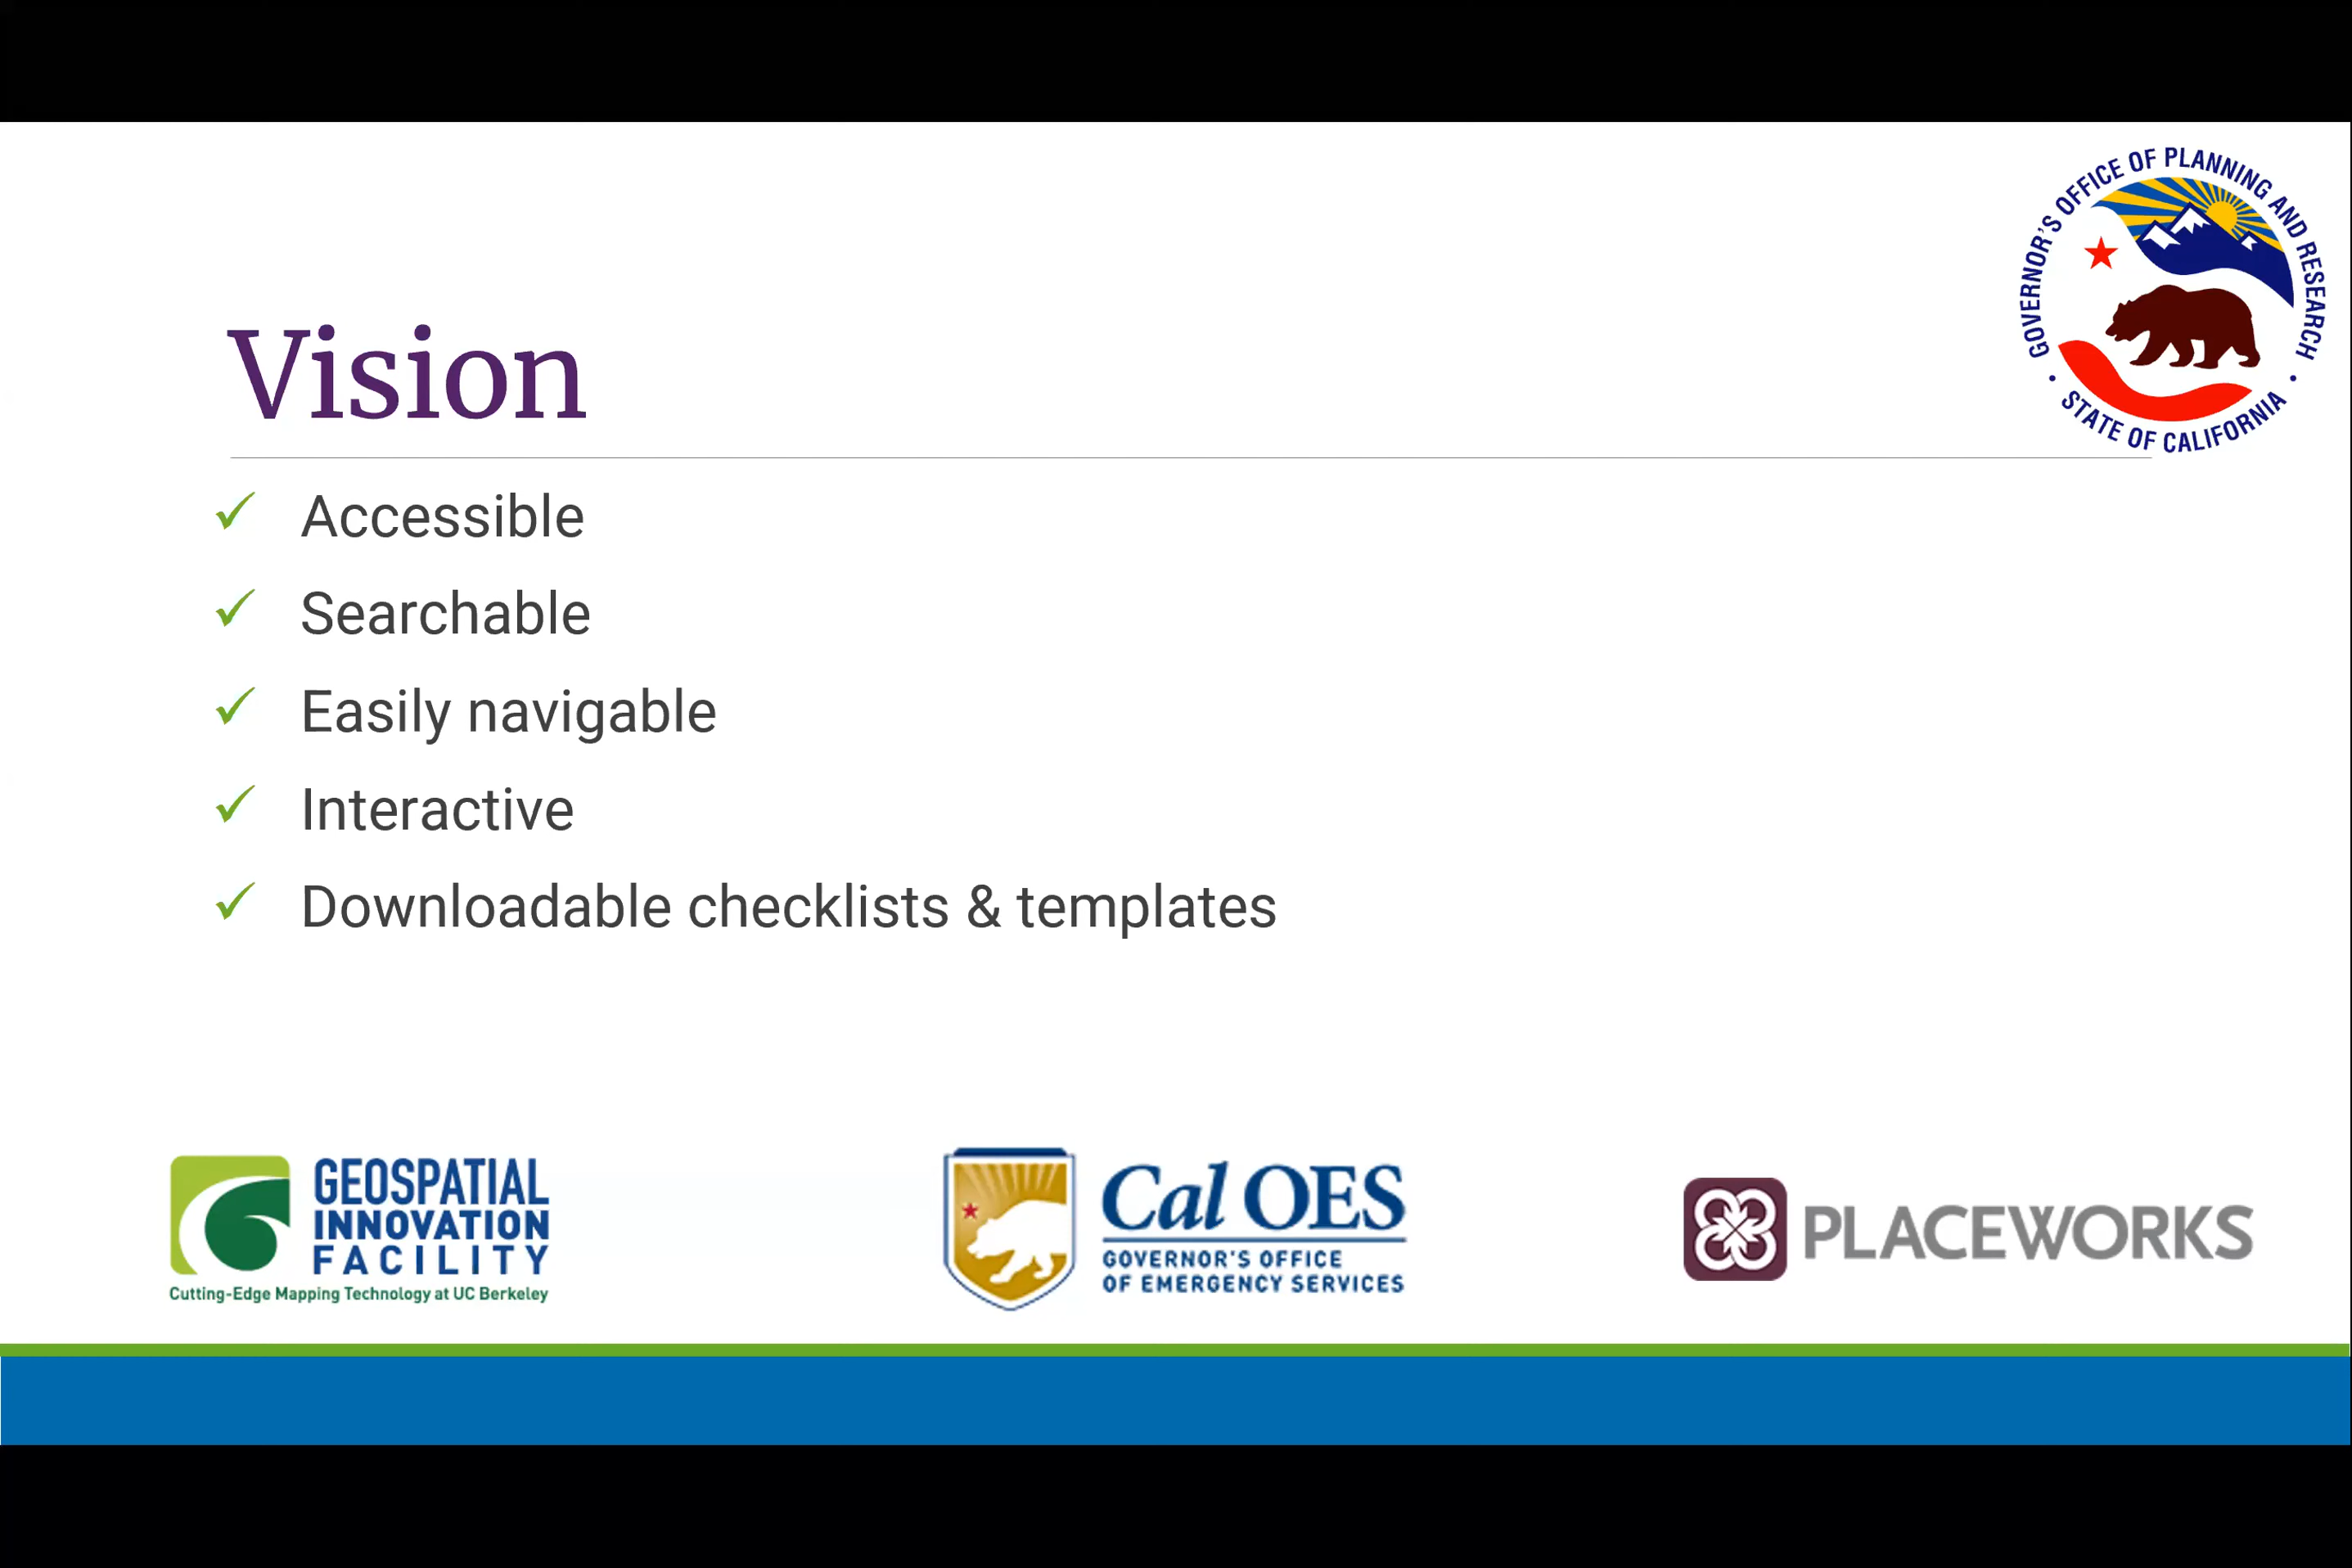 GOVERNOR'S OFFICE OF PLANNING AND RESEARCH
• STATE OF CALIFORNIA •
Vision
✓ Accessible
✓ Searchable
✓ Easily navigable
✓ Interactive
✓ Downloadable checklists & templates
GEOSPATIAL
INNOVATION
FACILITY
Cutting-Edge Mapping Technology at UC Berkeley
Cal OES
GOVERNOR'S OFFICE
OF EMERGENCY SERVICES
PLACEWORKS